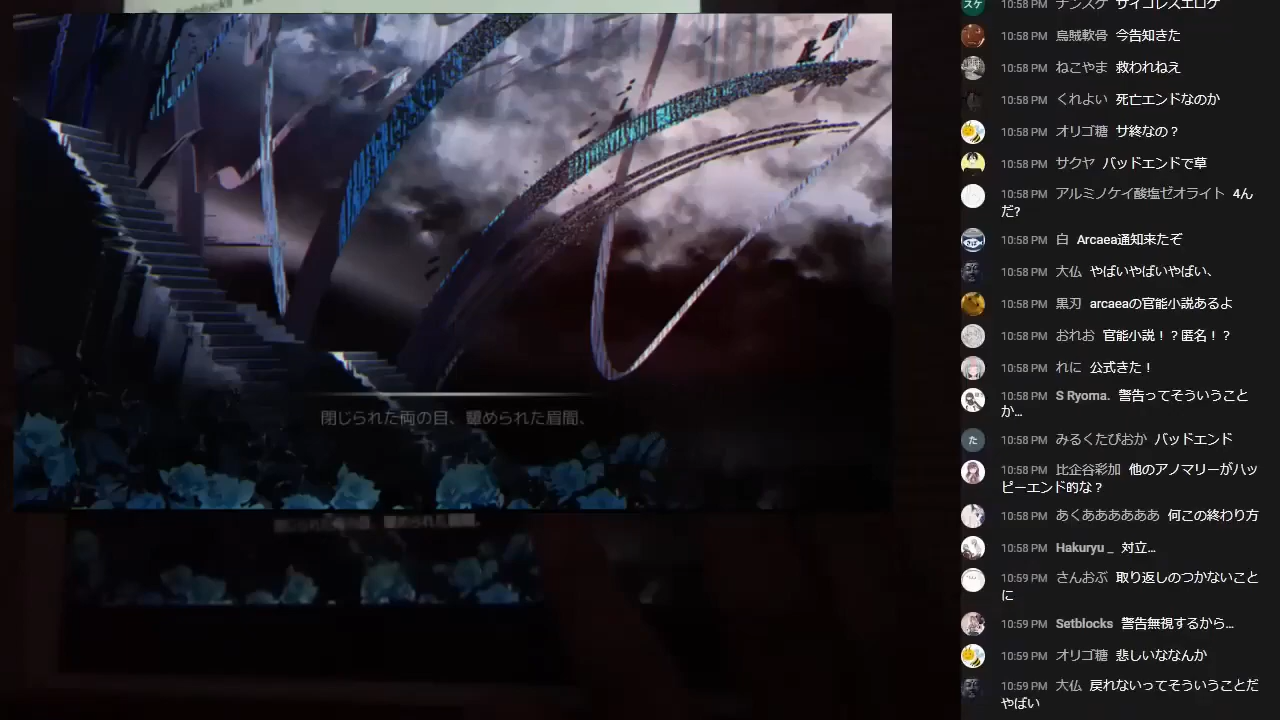 閉じられた両の目、顰められた眉間、
スケ 10:58 PM ナンスケ サイコレスエロゲ
10:58 PM 烏賊軟骨 今告知きた
10:58 PM ねこやま 救われねえ
10:58 PM くれよい 死亡エンドなのか
10:58 PM オリゴ糖 サ終なの？
10:58 PM サクヤ バッドエンドで草
10:58 PM アルミノケイ酸塩ゼオライト 4ん
だ?
10:58 PM 白 Arcaea通知来たぞ
10:58 PM 大仏 やばいやばいやばい、
10:58 PM 黒刃 arcaeaの官能小説あるよ
10:58 PM おれお 官能小説！？匿名！？
10:58 PM れに 公式きた！
10:58 PM S Ryoma. 警告ってそういうこと
か...
た 10:58 PM みるくたぴおか バッドエンド
10:58 PM 比企谷彩加 他のアノマリーがハッ
ピーエンド的な？
10:58 PM あくああああああ 何この終わり方
10:58 PM Hakuryu _ 対立...
10:59 PM さんおぶ 取り返しのつかないこと
に
10:59 PM Setblocks 警告無視するから...
10:59 PM オリゴ糖 悲しいななんか
10:59 PM 大仏 戻れないってそういうことだ
やばい